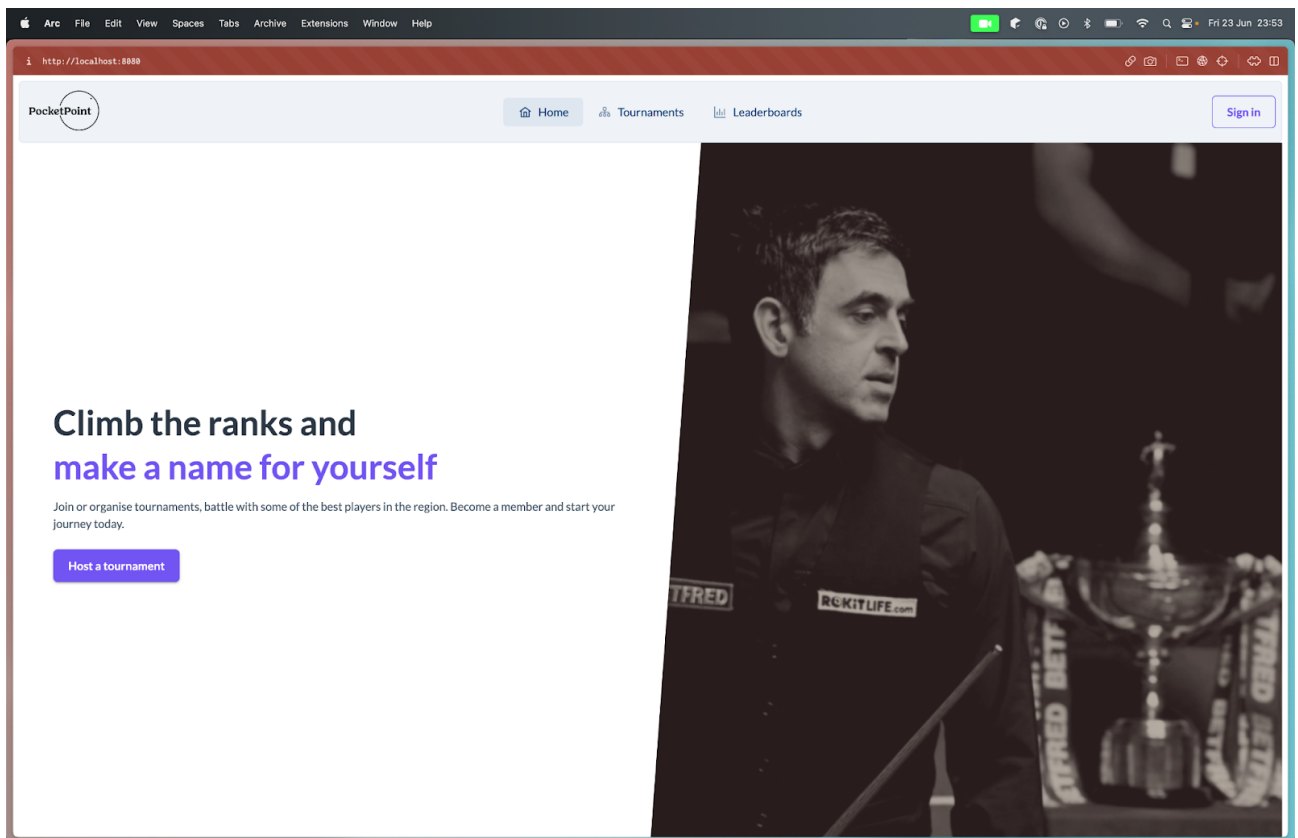 Arc File Edit View Spaces Tabs Archive Extensions Window Help Fri 23 Jun 23:53
http://localhost:8080
PocketPoint Home Tournaments Leaderboards Sign in
Climb the ranks and
make a name for yourself
Join or organise tournaments, battle with some of the best players in the region. Become a member and start your
journey today.
Host a tournament
TFRED
ROKiTLIFE.com
BETFRED
TFRED
BETFRED